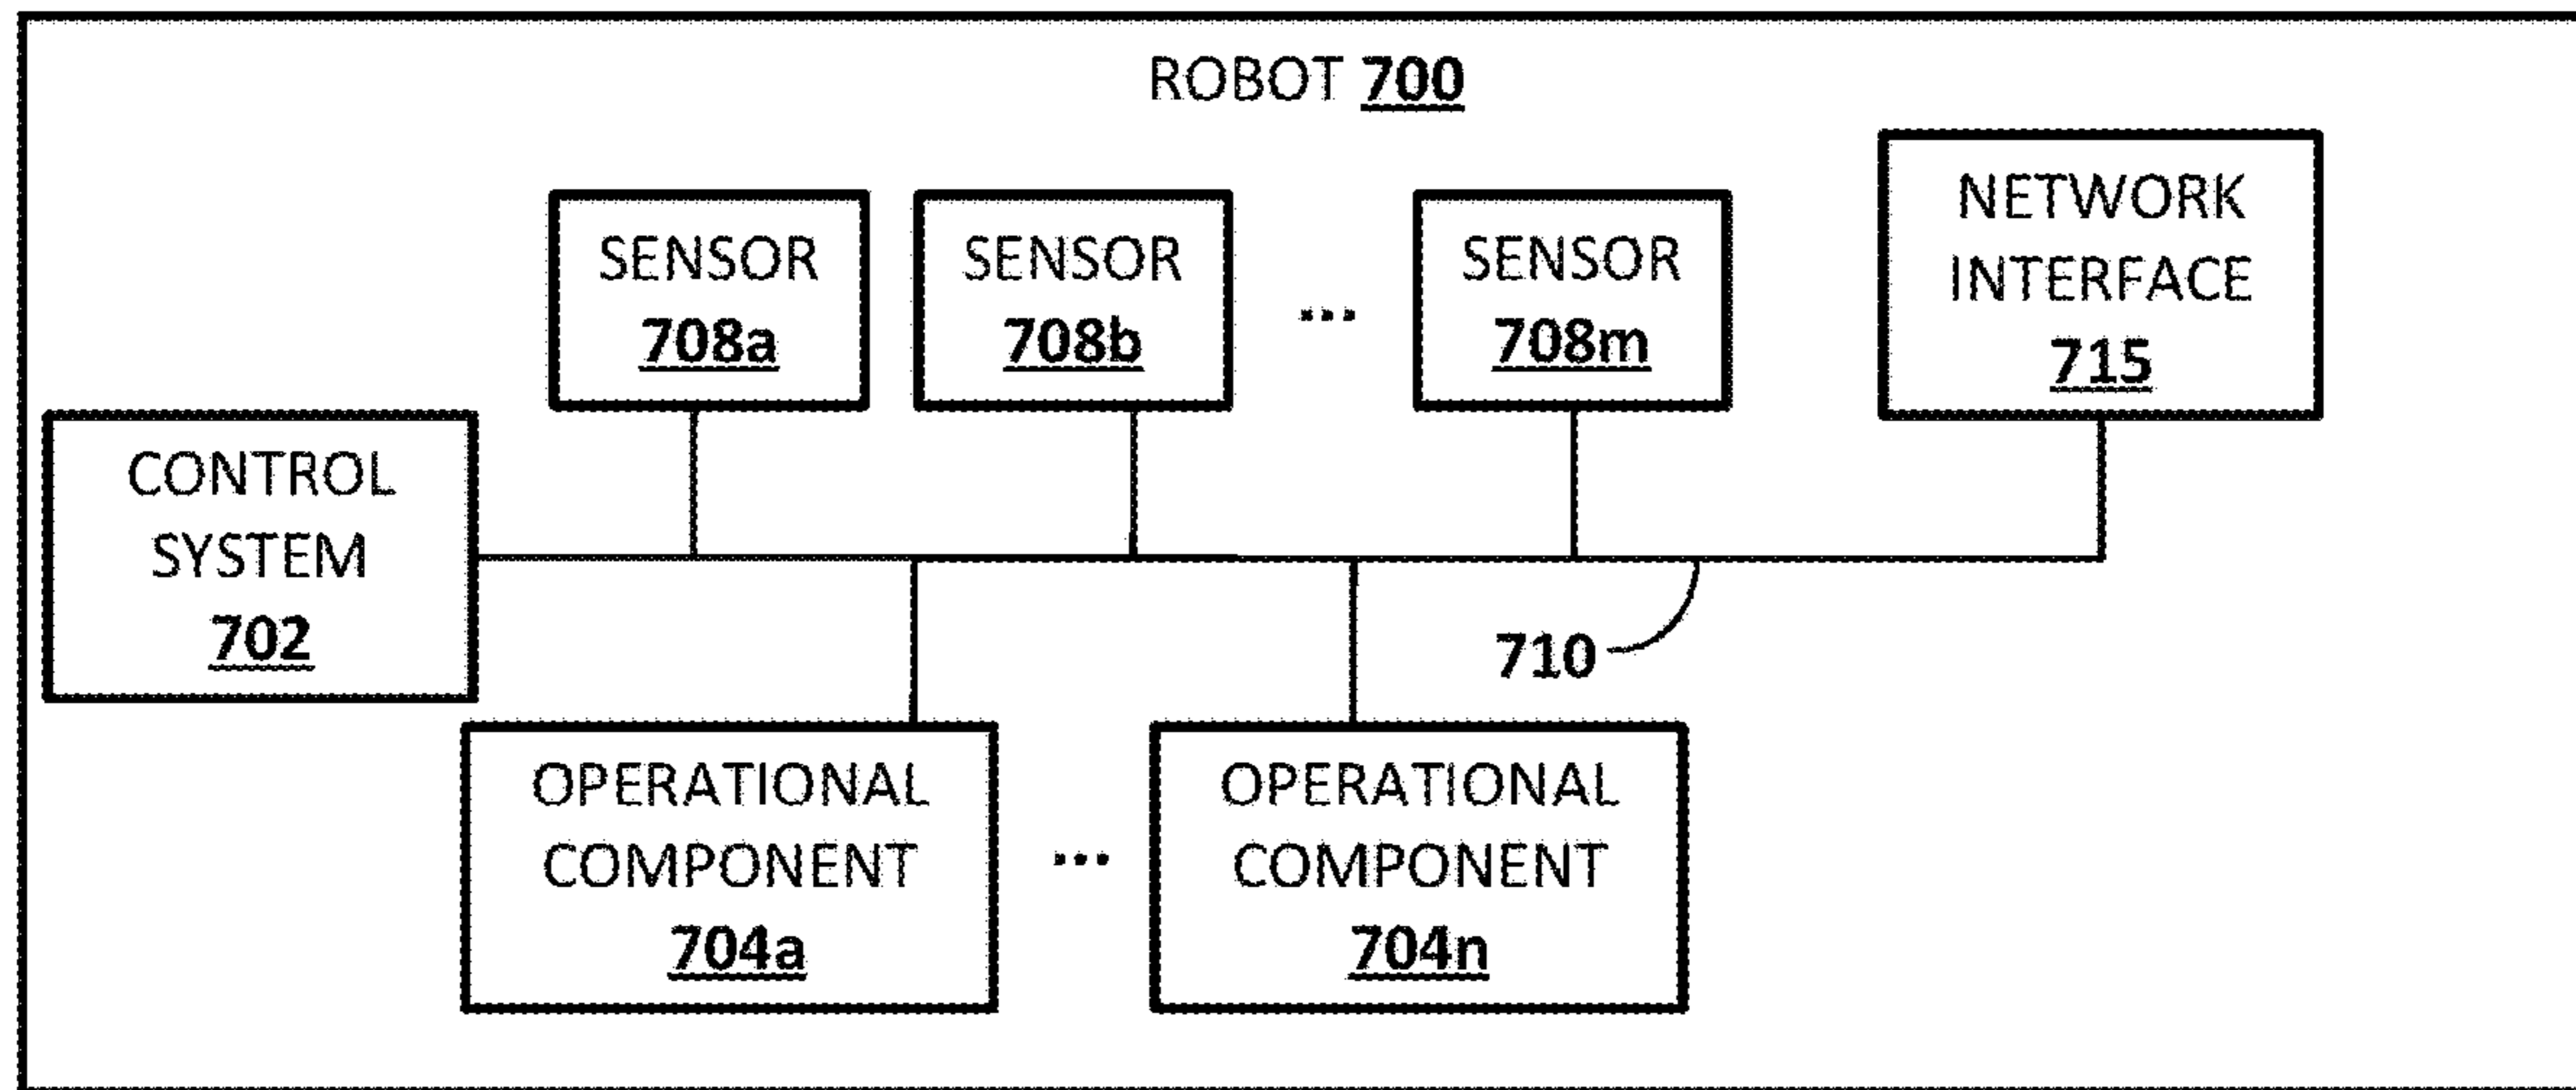 ROBOT 700
SENSOR
708a
SENSOR
708b
...
SENSOR
708m
NETWORK
INTERFACE
715
CONTROL
SYSTEM
702
710
OPERATIONAL
COMPONENT
704a
...
OPERATIONAL
COMPONENT
704n